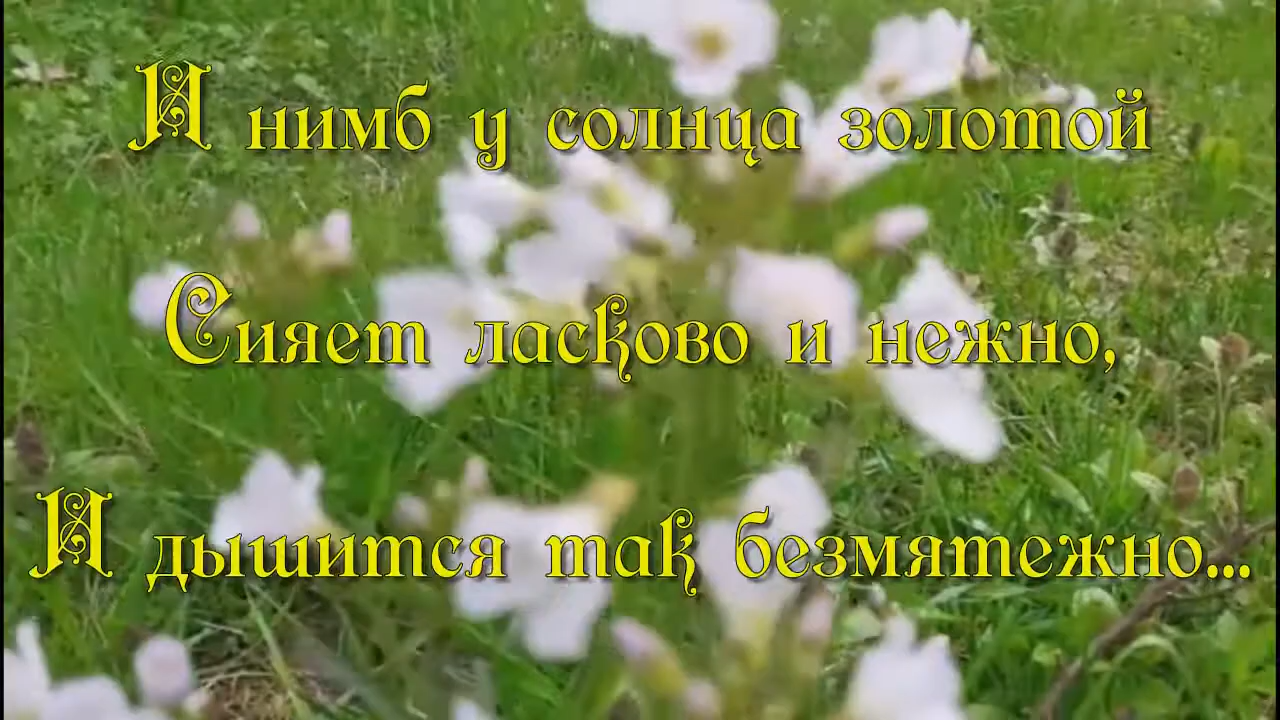 И нимб у солнца золотой
Сияет ласково и нежно,
И дышится так безмятежно...